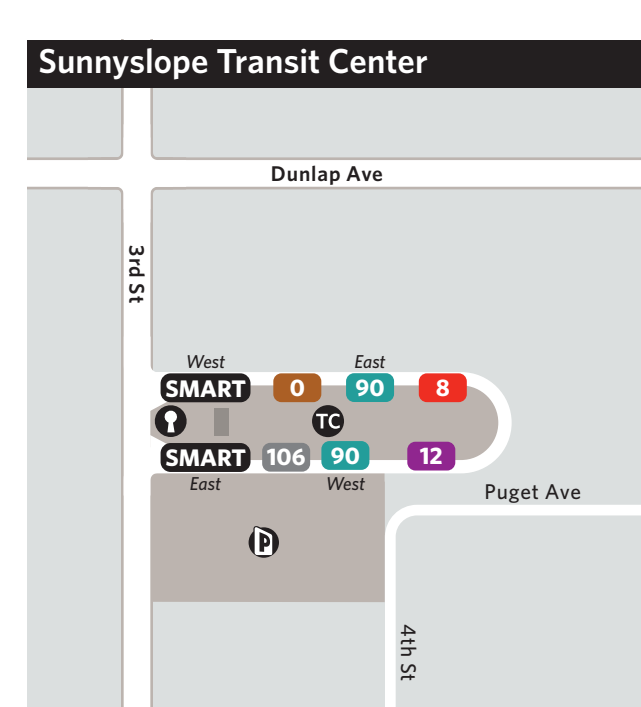 Sunnyslope Transit Center
Dunlap Ave
3rd St
West East
SMART 0 90 8
TC
SMART 106 90 12
East West
Puget Ave
P
4th St